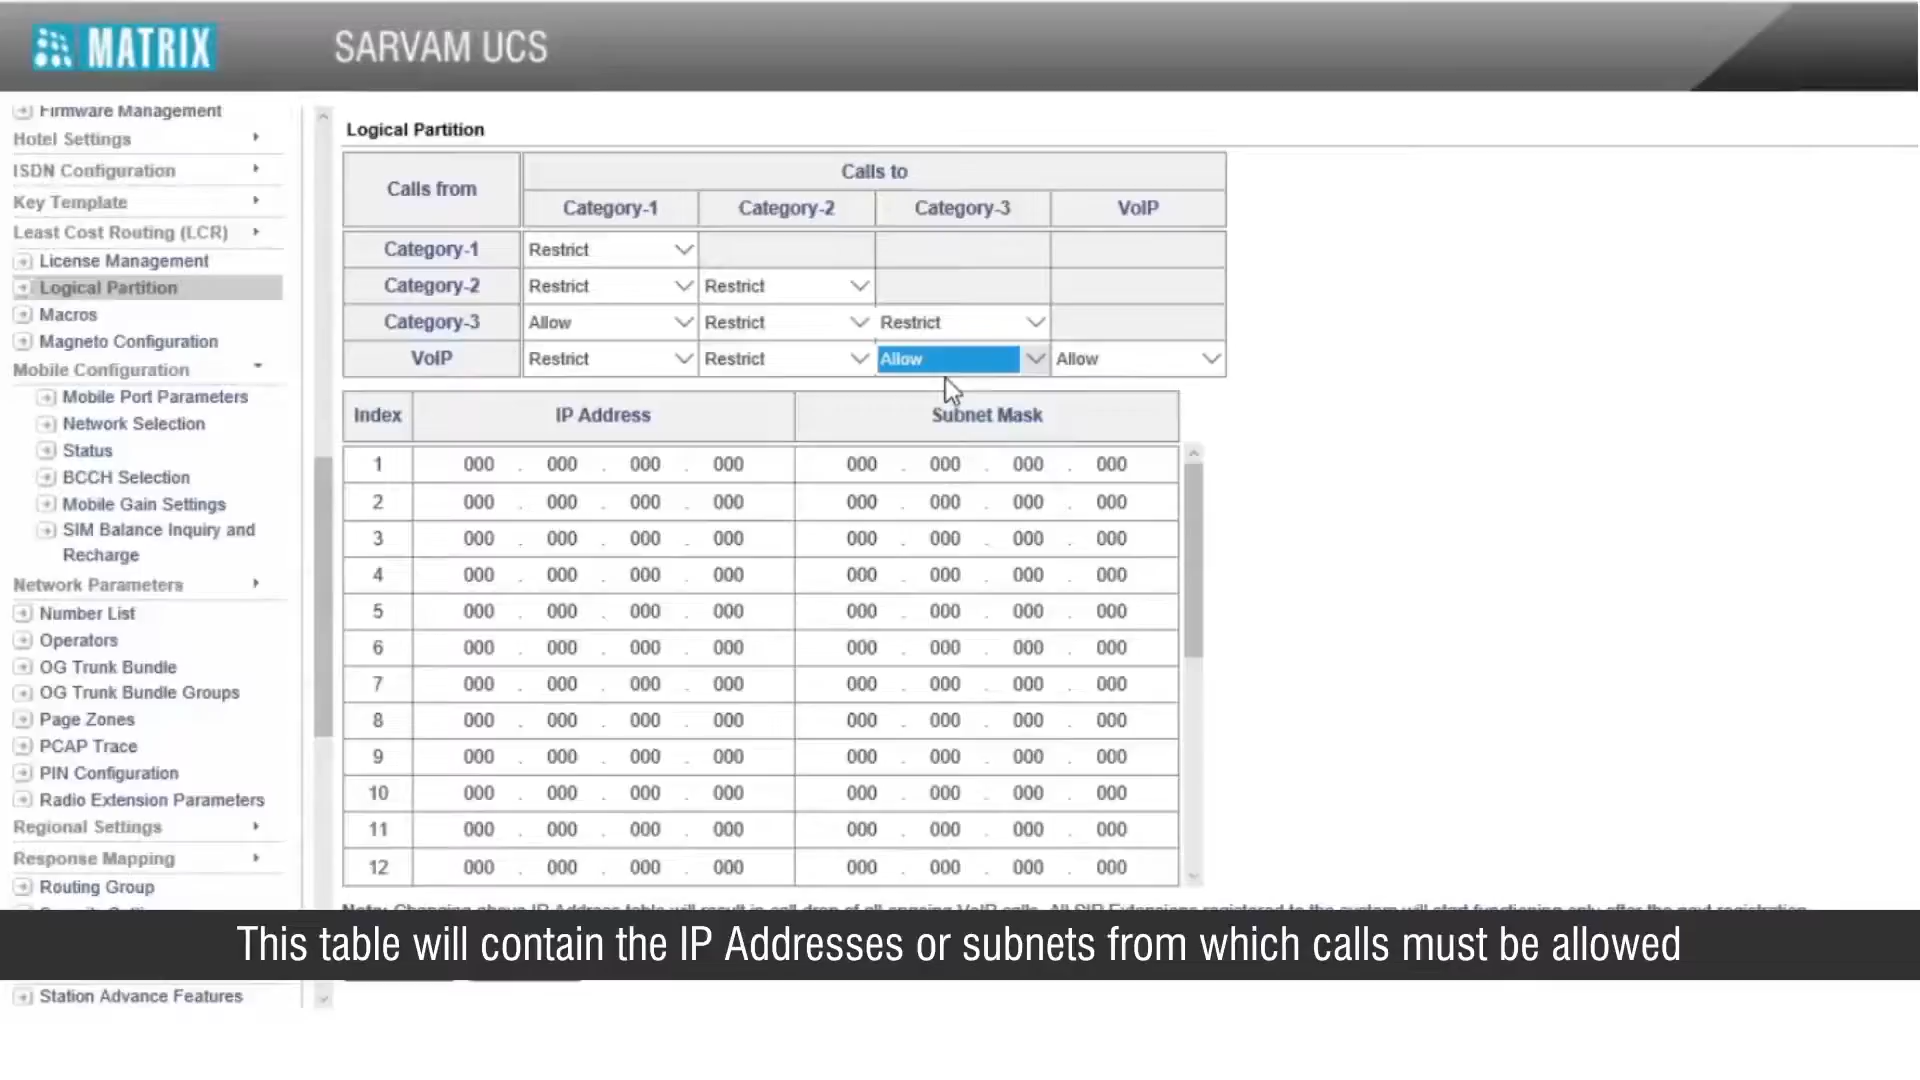 MATRIX
SARVAM UCS
Firmware Management
Hotel Settings
ISDN Configuration
Key Template
Least Cost Routing (LCR)
License Management
Logical Partition
Macros
Magneto Configuration
Mobile Configuration
Mobile Port Parameters
Network Selection
Status
BCCH Selection
Mobile Gain Settings
SIM Balance Inquiry and
Recharge
Network Parameters
Number List
Operators
OG Trunk Bundle
OG Trunk Bundle Groups
Page Zones
PCAP Trace
PIN Configuration
Radio Extension Parameters
Regional Settings
Response Mapping
Routing Group
Station Advance Features
Logical Partition
Calls from Calls to
Category-1 Category-2 Category-3 VoIP
Category-1 Restrict
Category-2 Restrict Restrict
Category-3 Allow Restrict Restrict
VoIP Restrict Restrict Allow Allow
Index IP Address Subnet Mask
1 000 . 000 . 000 . 000 000 . 000 . 000 . 000
2 000 . 000 . 000 . 000 000 . 000 . 000 . 000
3 000 . 000 . 000 . 000 000 . 000 . 000 . 000
4 000 . 000 . 000 . 000 000 . 000 . 000 . 000
5 000 . 000 . 000 . 000 000 . 000 . 000 . 000
6 000 . 000 . 000 . 000 000 . 000 . 000 . 000
7 000 . 000 . 000 . 000 000 . 000 . 000 . 000
8 000 . 000 . 000 . 000 000 . 000 . 000 . 000
9 000 . 000 . 000 . 000 000 . 000 . 000 . 000
10 000 . 000 . 000 . 000 000 . 000 . 000 . 000
11 000 . 000 . 000 . 000 000 . 000 . 000 . 000
12 000 . 000 . 000 . 000 000 . 000 . 000 . 000
This table will contain the IP Addresses or subnets from which calls must be allowed